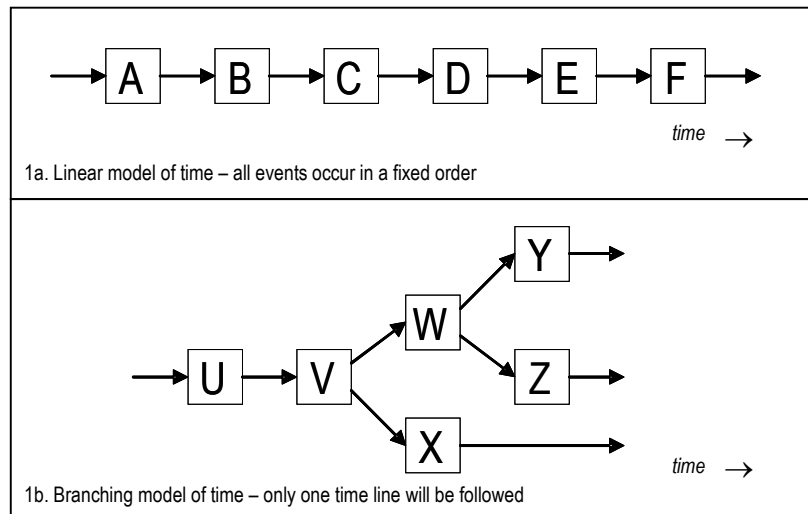 A B C D E F
time →
1a. Linear model of time – all events occur in a fixed order
Y
W
U V Z
X
time →
1b. Branching model of time – only one time line will be followed